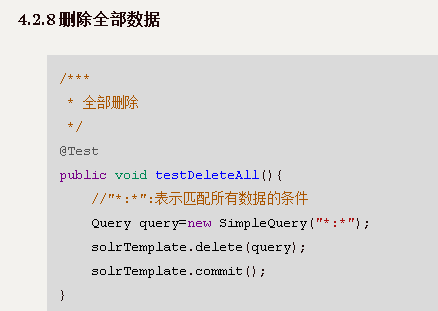 4.2.8 删除全部数据
/***
 * 全部删除
 */
@Test
public void testDeleteAll(){
    //"*:*":表示匹配所有数据的条件
    Query query=new SimpleQuery("*:*");
    solrTemplate.delete(query);
    solrTemplate.commit();
}